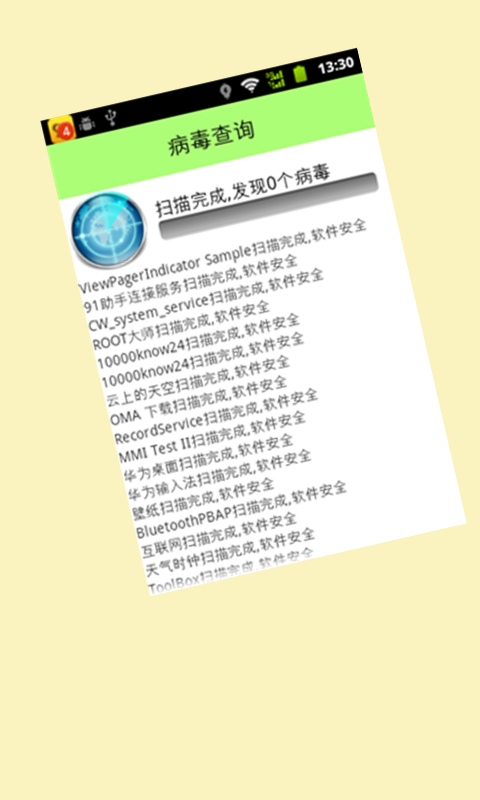 4
13:30
病毒查询
扫描完成,发现0个病毒
ViewPagerIndicator Sample扫描完成,软件安全
91助手连接服务扫描完成,软件安全
CW_system_service扫描完成,软件安全
ROOT大师扫描完成,软件安全
10000know24扫描完成,软件安全
10000know24扫描完成,软件安全
云上的天空扫描完成,软件安全
OMA 下载扫描完成,软件安全
RecordService扫描完成,软件安全
MMI Test II扫描完成,软件安全
华为桌面扫描完成,软件安全
华为输入法扫描完成,软件安全
壁纸扫描完成,软件安全
BluetoothPBAP扫描完成,软件安全
互联网扫描完成,软件安全
天气时钟扫描完成,软件安全
ToolBox扫描完成,软件安全